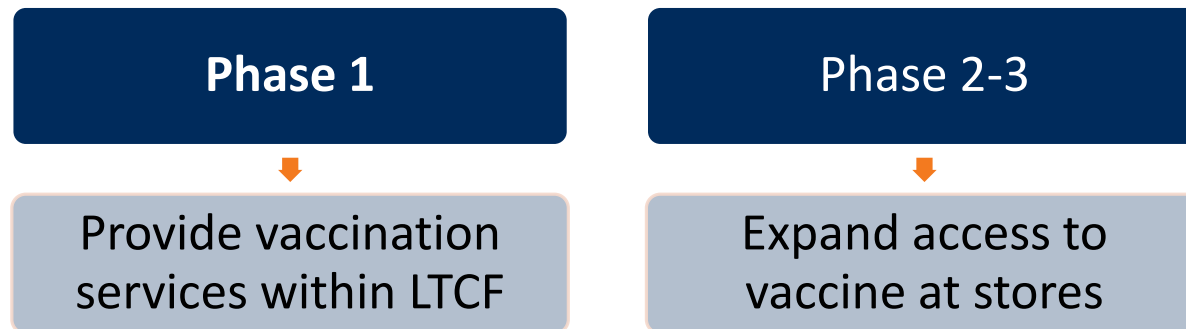 Phase 1
Provide vaccination
services within LTCF
Phase 2-3
Expand access to
vaccine at stores